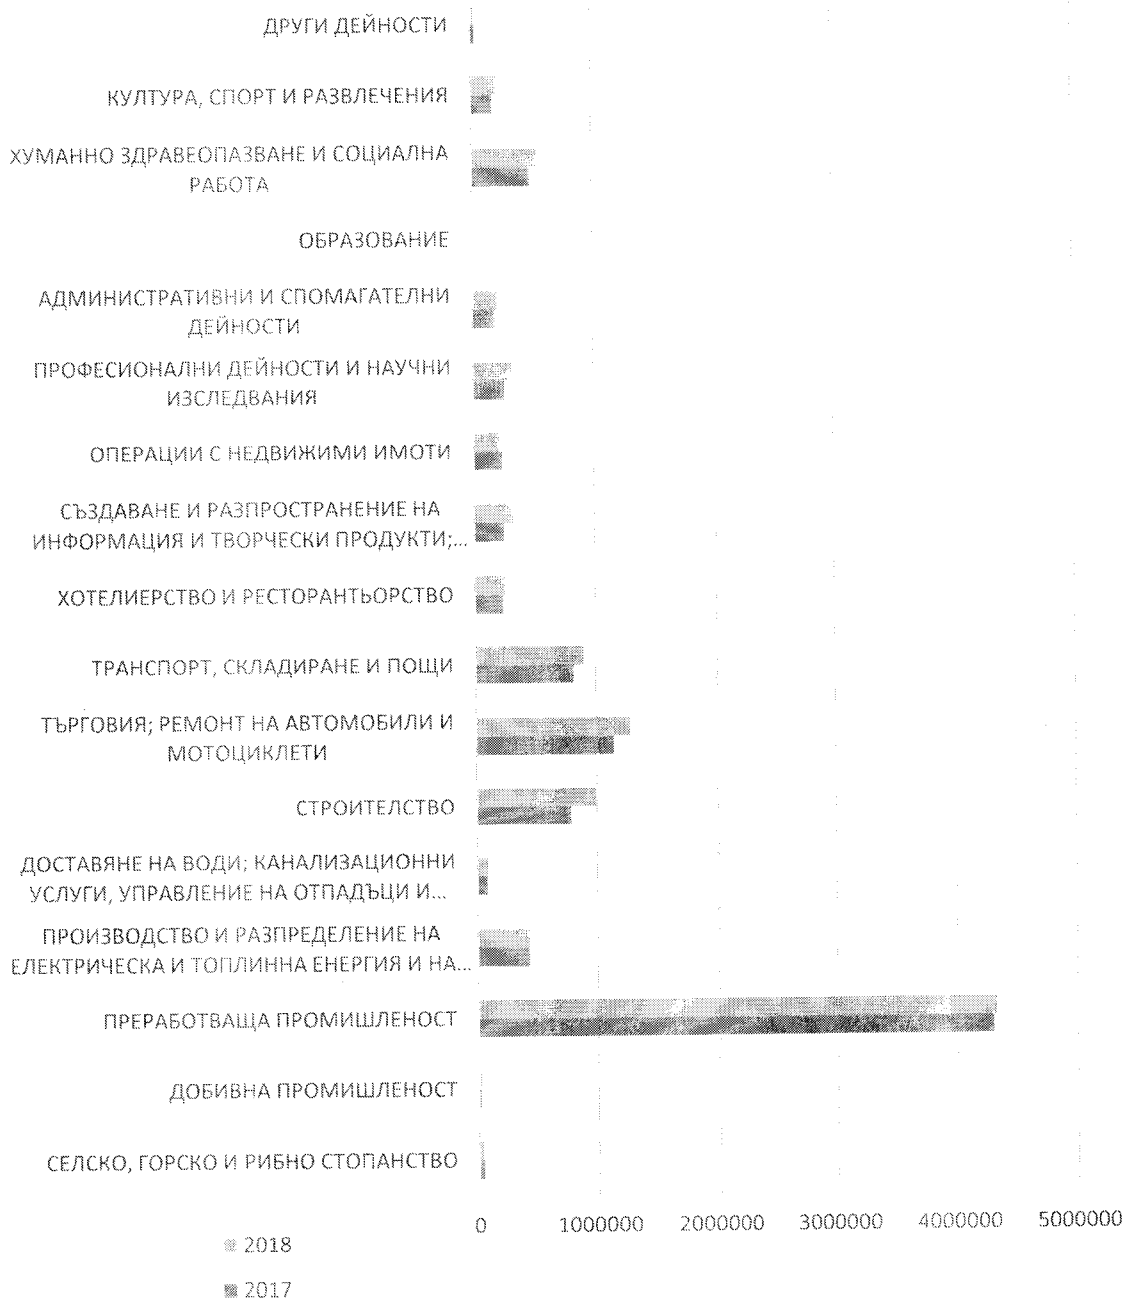 ДРУГИ ДЕЙНОСТИ
КУЛТУРА, СПОРТ И РАЗВЛЕЧЕНИЯ
ХУМАННО ЗДРАВЕОПАЗВАНЕ И СОЦИАЛНА
РАБОТА
ОБРАЗОВАНИЕ
АДМИНИСТРАТИВНИ И СПОМАГАТЕЛНИ
ДЕЙНОСТИ
ПРОФЕСИОНАЛНИ ДЕЙНОСТИ И НАУЧНИ
ИЗСЛЕДВАНИЯ
ОПЕРАЦИИ С НЕДВИЖИМИ ИМОТИ
СЪЗДАВАНЕ И РАЗПРОСТРАНЕНИЕ НА
ИНФОРМАЦИЯ И ТВОРЧЕСКИ ПРОДУКТИ;...
ХОТЕЛИЕРСТВО И РЕСТОРАНТЬОРСТВО
ТРАНСПОРТ, СКЛАДИРАНЕ И ПОЩИ
ТЪРГОВИЯ; РЕМОНТ НА АВТОМОБИЛИ И
МОТОЦИКЛЕТИ
СТРОИТЕЛСТВО
ДОСТАВЯНЕ НА ВОДИ; КАНАЛИЗАЦИОННИ
УСЛУГИ, УПРАВЛЕНИЕ НА ОТПАДЪЦИ И...
ПРОИЗВОДСТВО И РАЗПРЕДЕЛЕНИЕ НА
ЕЛЕКТРИЧЕСКА И ТОПЛИННА ЕНЕРГИЯ И НА...
ПРЕРАБОТВАЩА ПРОМИШЛЕНОСТ
ДОБИВНА ПРОМИШЛЕНОСТ
СЕЛСКО, ГОРСКО И РИБНО СТОПАНСТВО
0 1000000 2000000 3000000 4000000 5000000
2018
2017